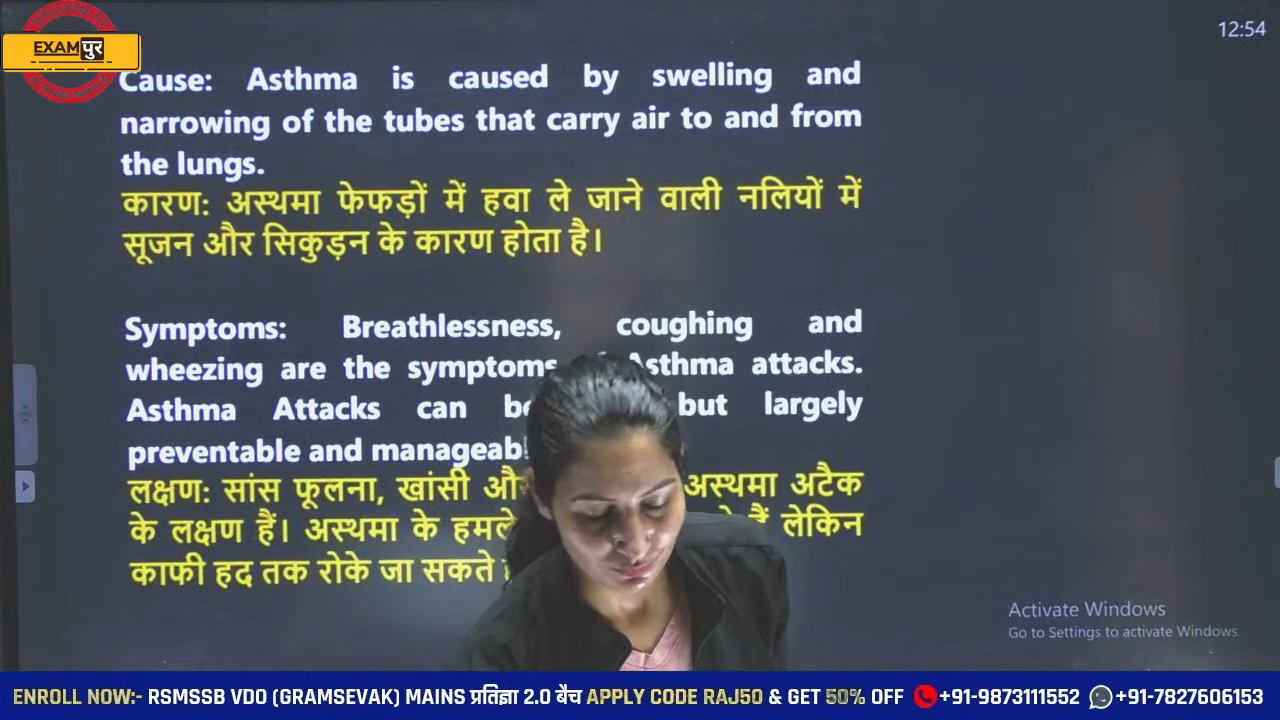 EXAMपुर
12:54
Cause: Asthma is caused by swelling and
narrowing of the tubes that carry air to and from
the lungs.
कारण: अस्थमा फेफड़ों में हवा ले जाने वाली नलियों में
सूजन और सिकुड़न के कारण होता है।
Symptoms: Breathlessness, coughing and
wheezing are the symptoms Asthma attacks.
Asthma Attacks can but largely
preventable and
लक्षण: सांस फूलना, खांसी अस्थमा अटैक
के लक्षण हैं। अस्थमा के लेकिन
काफी हद तक रोके जा सकते
Activate Windows
Go to Settings to activate Windows.
ENROLL NOW:- RSMSSB VDO (GRAMSEVAK) MAINS प्रतिज्ञा 2.0 बैच APPLY CODE RAJ50 & GET 50% OFF +91-9873111552 +91-7827606153